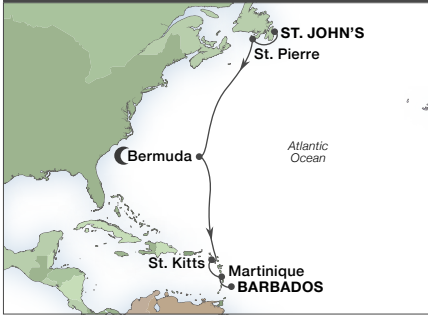 ST. JOHN'S
St. Pierre
Atlantic
Ocean
Bermuda
St. Kitts
Martinique
BARBADOS